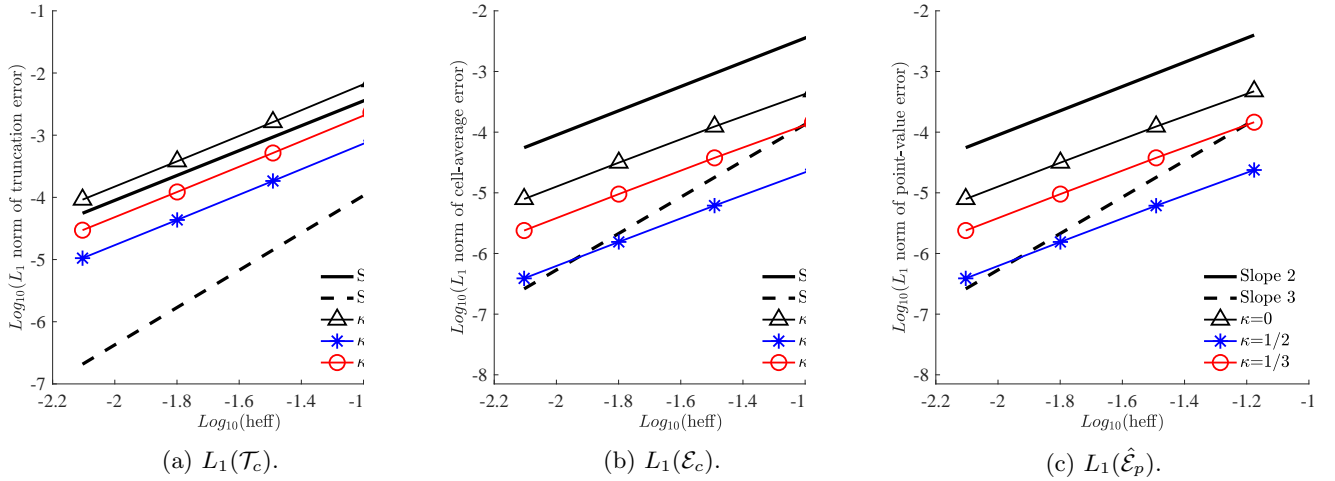 -1
-2
-3
-4
-5
-6
-7
-2.2 -2 -1.8 -1.6 -1.4 -1
Log10(L1 norm of truncation error)
Log10(heff)
S
S
κ
κ
κ
(a) L1(𝒯c).
-2
-3
-4
-5
-6
-7
-8
-2.2 -2 -1.8 -1.6 -1.4 -1
Log10(L1 norm of cell-average error)
Log10(heff)
S
S
κ
κ
κ
(b) L1(ℰc).
-2
-3
-4
-5
-6
-7
-8
-2.2 -2 -1.8 -1.6 -1.4 -1.2 -1
Log10(L1 norm of point-value error)
Log10(heff)
Slope 2
Slope 3
κ=0
κ=1/2
κ=1/3
(c) L1(ℰ̂p).